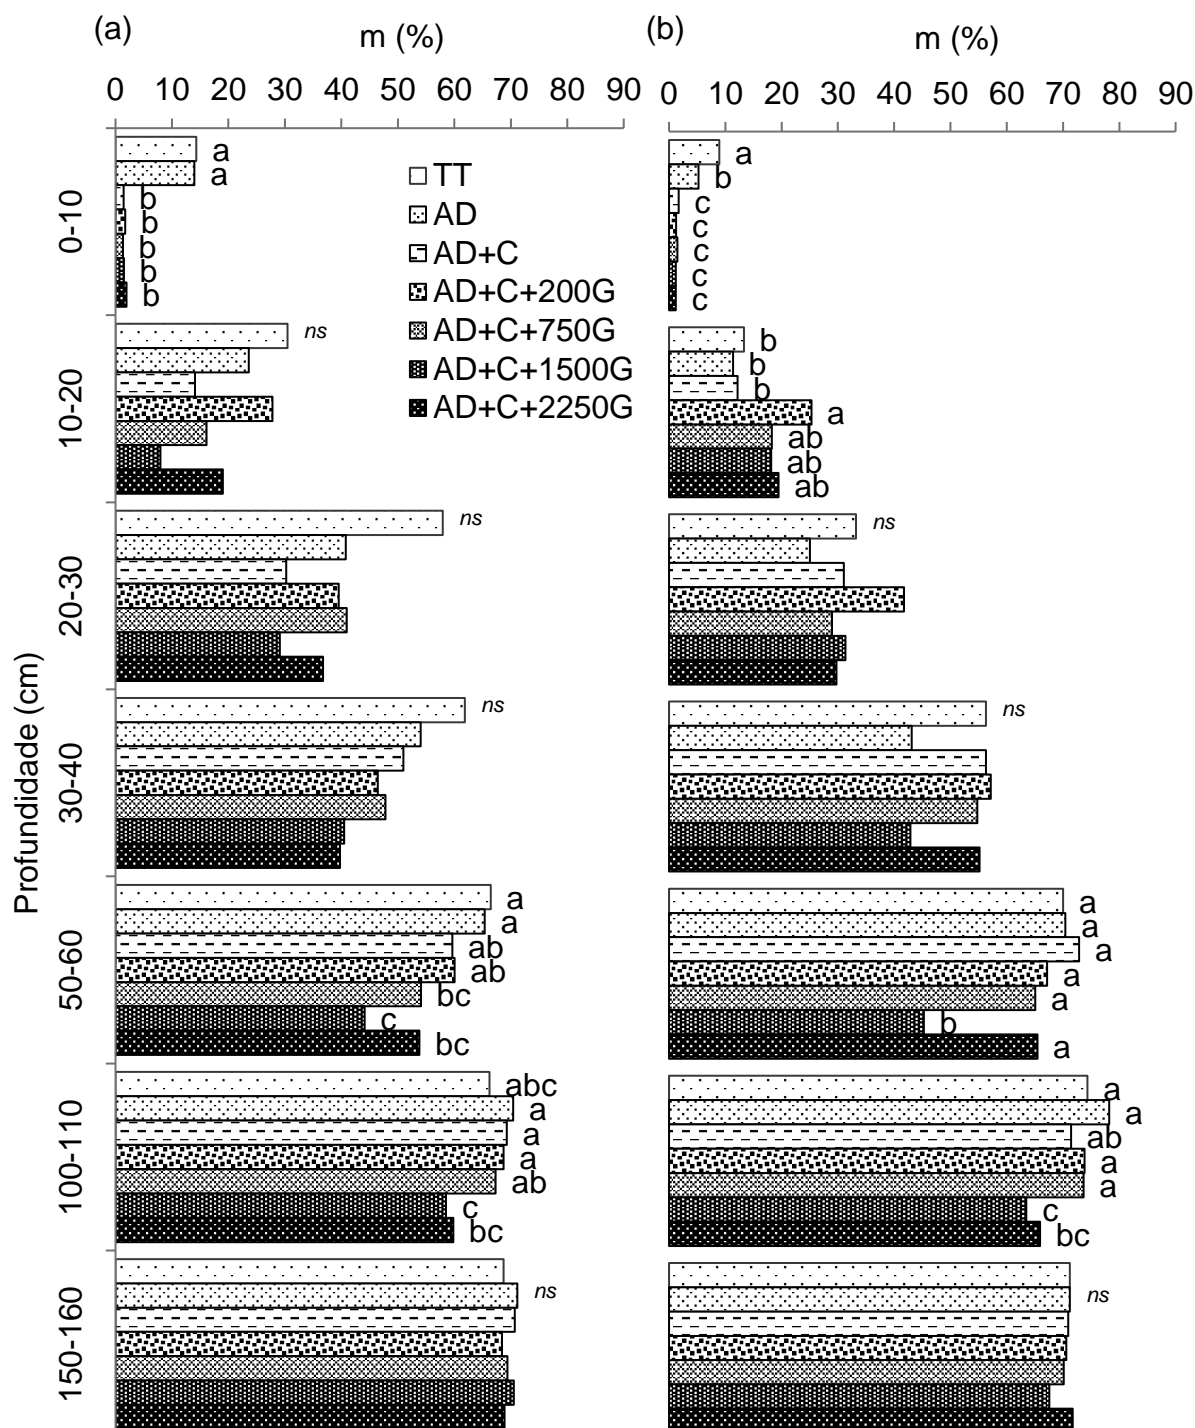 (a)
m (%)
0 10 20 30 40 50 60 70 80 90
(b)
m (%)
0 10 20 30 40 50 60 70 80 90
Profundidade (cm)
TT
AD
AD+C
AD+C+200G
AD+C+750G
AD+C+1500G
AD+C+2250G
0-10
a
a
b
b
b
b
b
a
b
c
c
c
c
c
10-20
ns
b
b
b
a
ab
ab
ab
20-30
ns
ns
30-40
ns
ns
50-60
a
a
ab
ab
bc
c
bc
a
a
a
a
a
b
a
100-110
abc
a
a
a
ab
c
bc
a
a
ab
a
a
c
bc
150-160
ns
ns